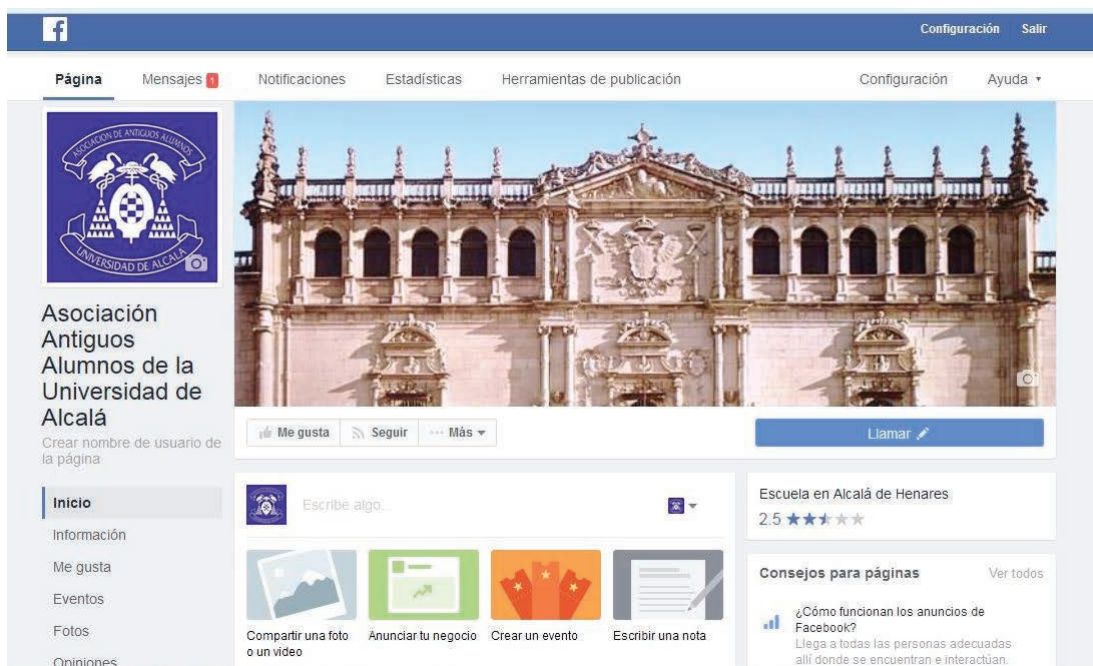 Configuración Salir
Página Mensajes 1 Notificaciones Estadísticas Herramientas de publicación Configuración Ayuda
ASOCIACION DE ANTIGUOS ALUMNOS
UNIVERSIDAD DE ALCALÁ
Asociación
Antiguos
Alumnos de la
Universidad de
Alcalá
Crear nombre de usuario de
la página
Me gusta Seguir ··· Más
Llamar
Inicio
Información
Me gusta
Eventos
Fotos
Opiniones
Escribe algo...
Compartir una foto
o un video
Anunciar tu negocio
Crear un evento
Escribir una nota
Escuela en Alcalá de Henares
2.5 ★★★★★
Consejos para páginas Ver todos
¿Cómo funcionan los anuncios de
Facebook?
Llega a todas las personas adecuadas
allí donde se encuentran e interactúan.